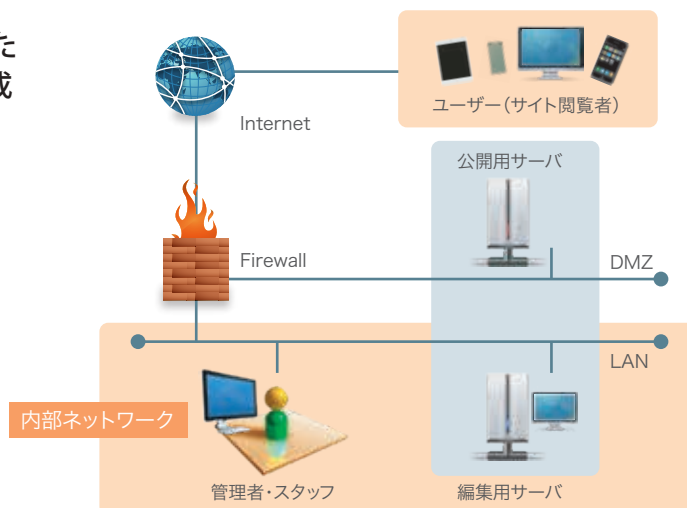 た
成
ユーザー（サイト閲覧者）
Internet
公開用サーバ
Firewall
DMZ
LAN
内部ネットワーク
管理者・スタッフ
編集用サーバ